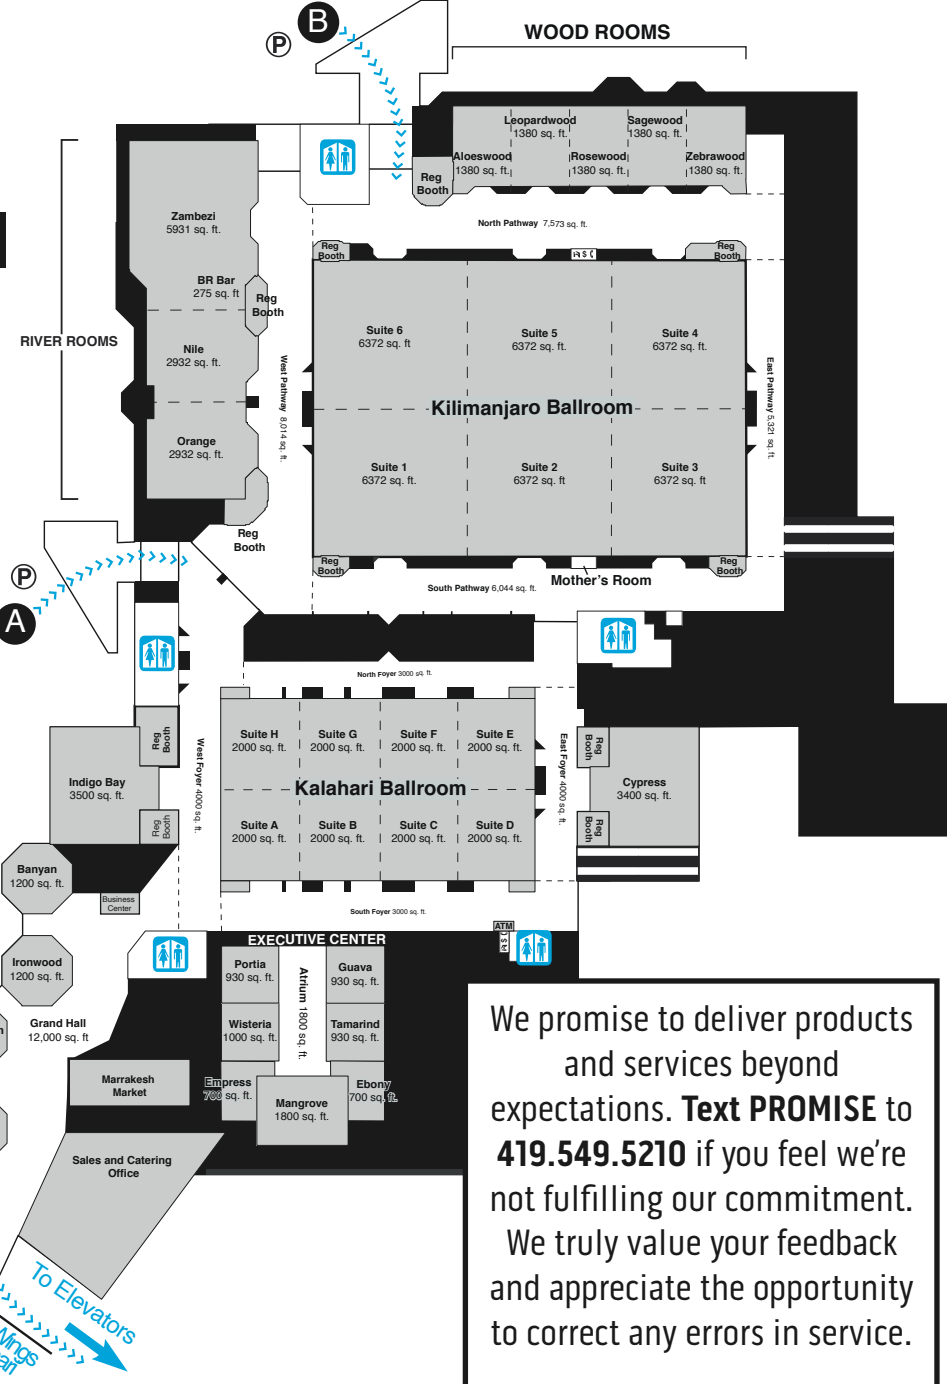 B
P
WOOD ROOMS
Leopardwood
1380 sq. ft.
Sagewood
1380 sq. ft.
Aloeswood
1380 sq. ft.
Rosewood
1380 sq. ft.
Zebrawood
1380 sq. ft.
Reg
Booth
North Pathway 7,573 sq. ft.
RIVER ROOMS
Zambezi
5931 sq. ft.
BR Bar
275 sq. ft
Reg
Booth
Nile
2932 sq. ft.
Orange
2932 sq. ft.
Reg
Booth
West Pathway 8,014 sq. ft.
Reg
Booth
Reg
Booth
Suite 6
6372 sq. ft
Suite 5
6372 sq. ft.
Suite 4
6372 sq. ft.
Kilimanjaro Ballroom
Suite 1
6372 sq. ft.
Suite 2
6372 sq. ft
Suite 3
6372 sq. ft
East Pathway 5,321 sq. ft.
Reg
Booth
Reg
Booth
Mother's Room
South Pathway 6,044 sq. ft.
P
A
North Foyer 3000 sq. ft.
Reg
Booth
Indigo Bay
3500 sq. ft.
Reg
Booth
West Foyer 4000 sq. ft.
Suite H
2000 sq. ft.
Suite G
2000 sq. ft.
Suite F
2000 sq. ft.
Suite E
2000 sq. ft.
Kalahari Ballroom
Suite A
2000 sq. ft.
Suite B
2000 sq. ft.
Suite C
2000 sq. ft.
Suite D
2000 sq. ft.
East Foyer 4000 sq. ft.
Reg
Booth
Cypress
3400 sq. ft.
Reg
Booth
Banyan
1200 sq. ft.
Business
Center
South Foyer 3000 sq. ft.
ATM
Ironwood
1200 sq. ft.
Grand Hall
12,000 sq. ft
EXECUTIVE CENTER
Portia
930 sq. ft.
Guava
930 sq. ft.
Atrium 1800 sq. ft.
Wisteria
1000 sq. ft.
Tamarind
930 sq. ft.
Empress
700 sq. ft.
Ebony
700 sq. ft.
Mangrove
1800 sq. ft.
Marrakesh
Market
Sales and Catering
Office
To Elevators
Wings
We promise to deliver products
and services beyond
expectations. Text PROMISE to
419.549.5210 if you feel we're
not fulfilling our commitment.
We truly value your feedback
and appreciate the opportunity
to correct any errors in service.